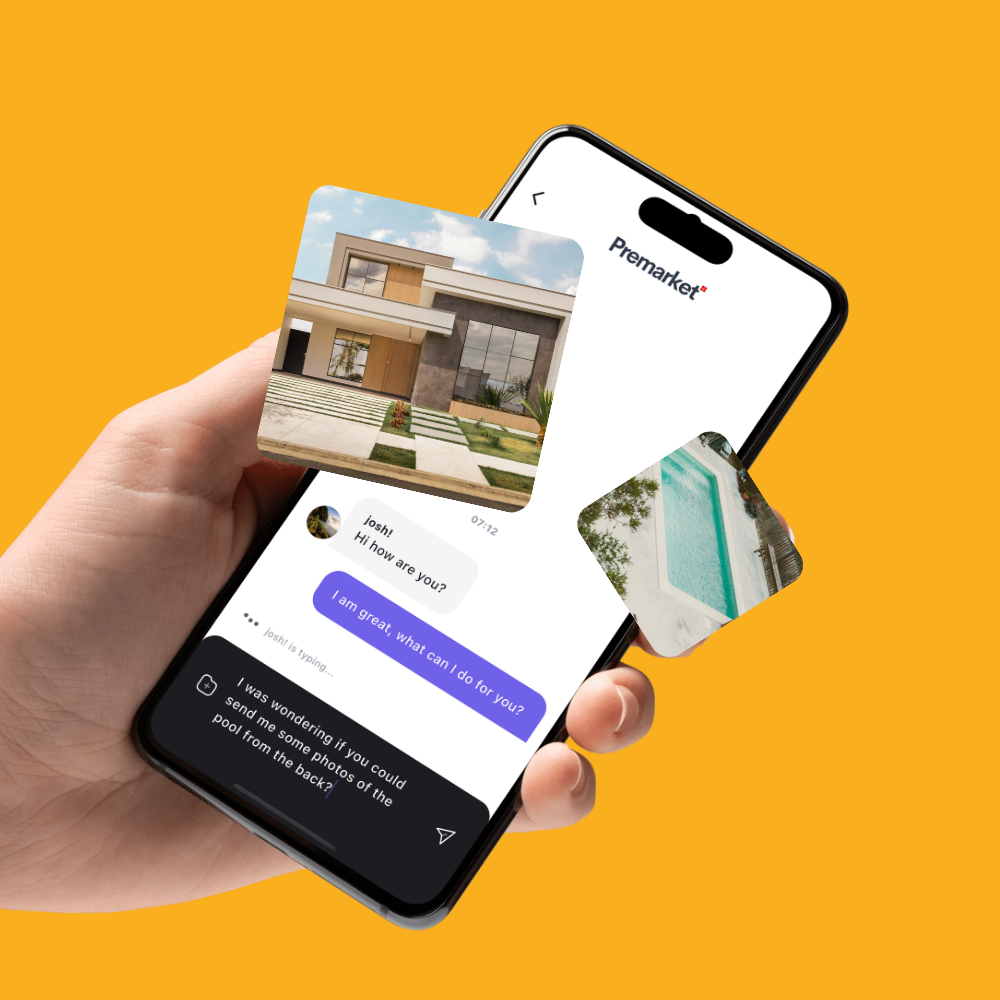 Premarket
07:12
josh!
Hi how are you?
I am great, what can I do for you?
josh! is typing...
I was wondering if you could
send me some photos of the
pool from the back?